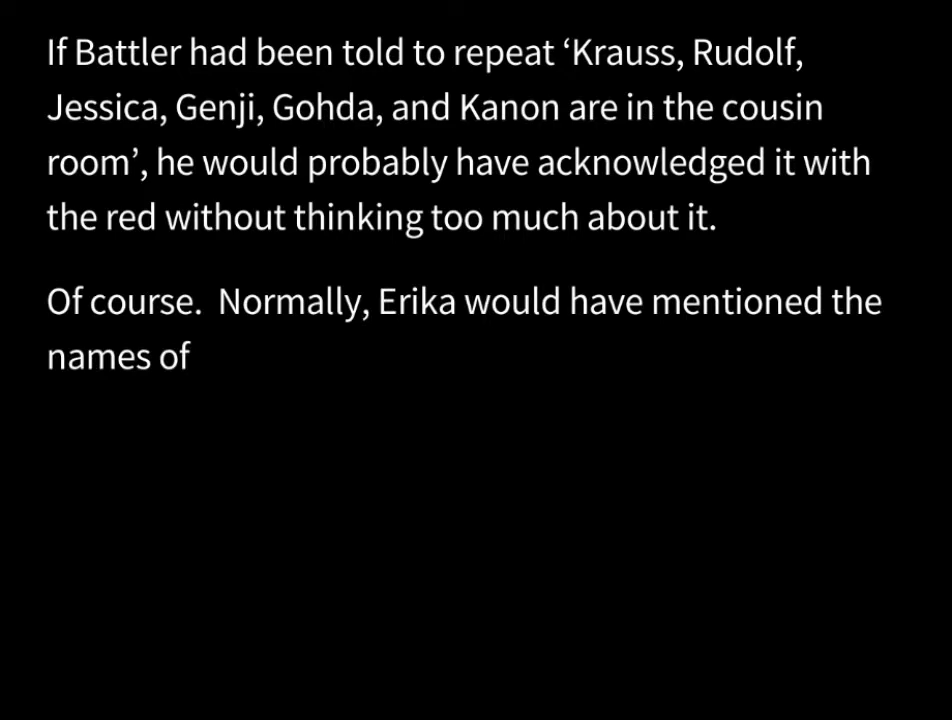 If Battler had been told to repeat ‘Krauss, Rudolf,
Jessica, Genji, Gohda, and Kanon are in the cousin
room’, he would probably have acknowledged it with
the red without thinking too much about it.
Of course.  Normally, Erika would have mentioned the
names of